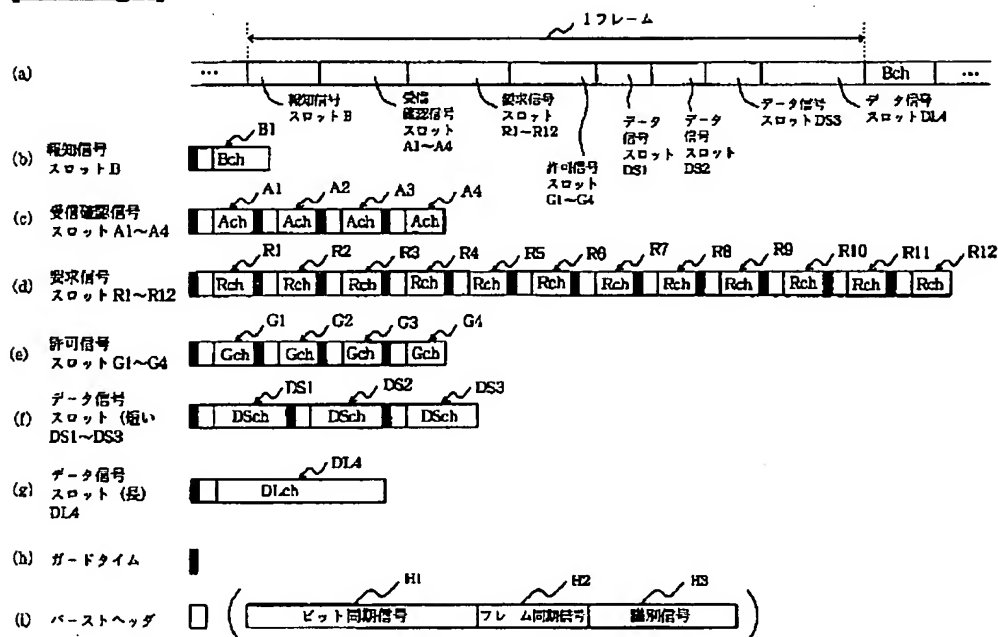 1フレーム
(a)
...
Bch
...
報知信号
スロットB
受信
確認信号
スロット
A1~A4
要求信号
スロット
R1~R12
許可信号
スロット
G1~G4
データ
信号
スロット
DS1
データ
信号
スロット
DS2
データ信号
スロットDS3
データ信号
スロットDL4
(b) 報知信号
スロットB
B1
Bch
(c) 受信確認信号
スロットA1~A4
A1 A2 A3 A4
Ach Ach Ach Ach
(d) 要求信号
スロットR1~R12
R1 R2 R3 R4 R5 R6 R7 R8 R9 R10 R11 R12
Rch Rch Rch Rch Rch Rch Rch Rch Rch Rch Rch Rch
(e) 許可信号
スロットG1~G4
G1 G2 G3 G4
Gch Gch Gch Gch
(f) データ信号
スロット (短い
DS1~DS3
DS1 DS2 DS3
DSch DSch DSch
(g) データ信号
スロット (長)
DL4
DL4
DLch
(h) ガードタイム
(i) バーストヘッダ
H1 H2 H3
ビット同期信号 フレーム同期信号 識別信号